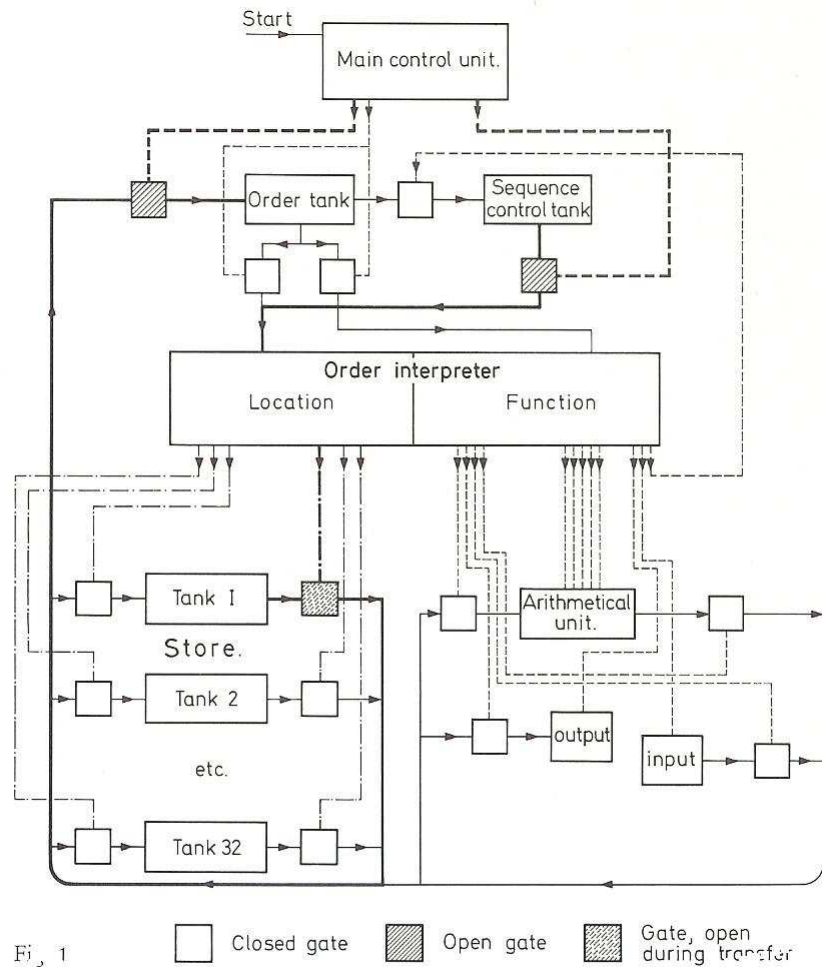 Start
Main control unit.
Order tank
Sequence
control tank
Order interpreter
Location
Function
Tank I
Arithmetical
unit.
Store.
Tank 2
output
input
etc.
Tank 32
1
Closed gate
Open gate
Gate, open
during transfer